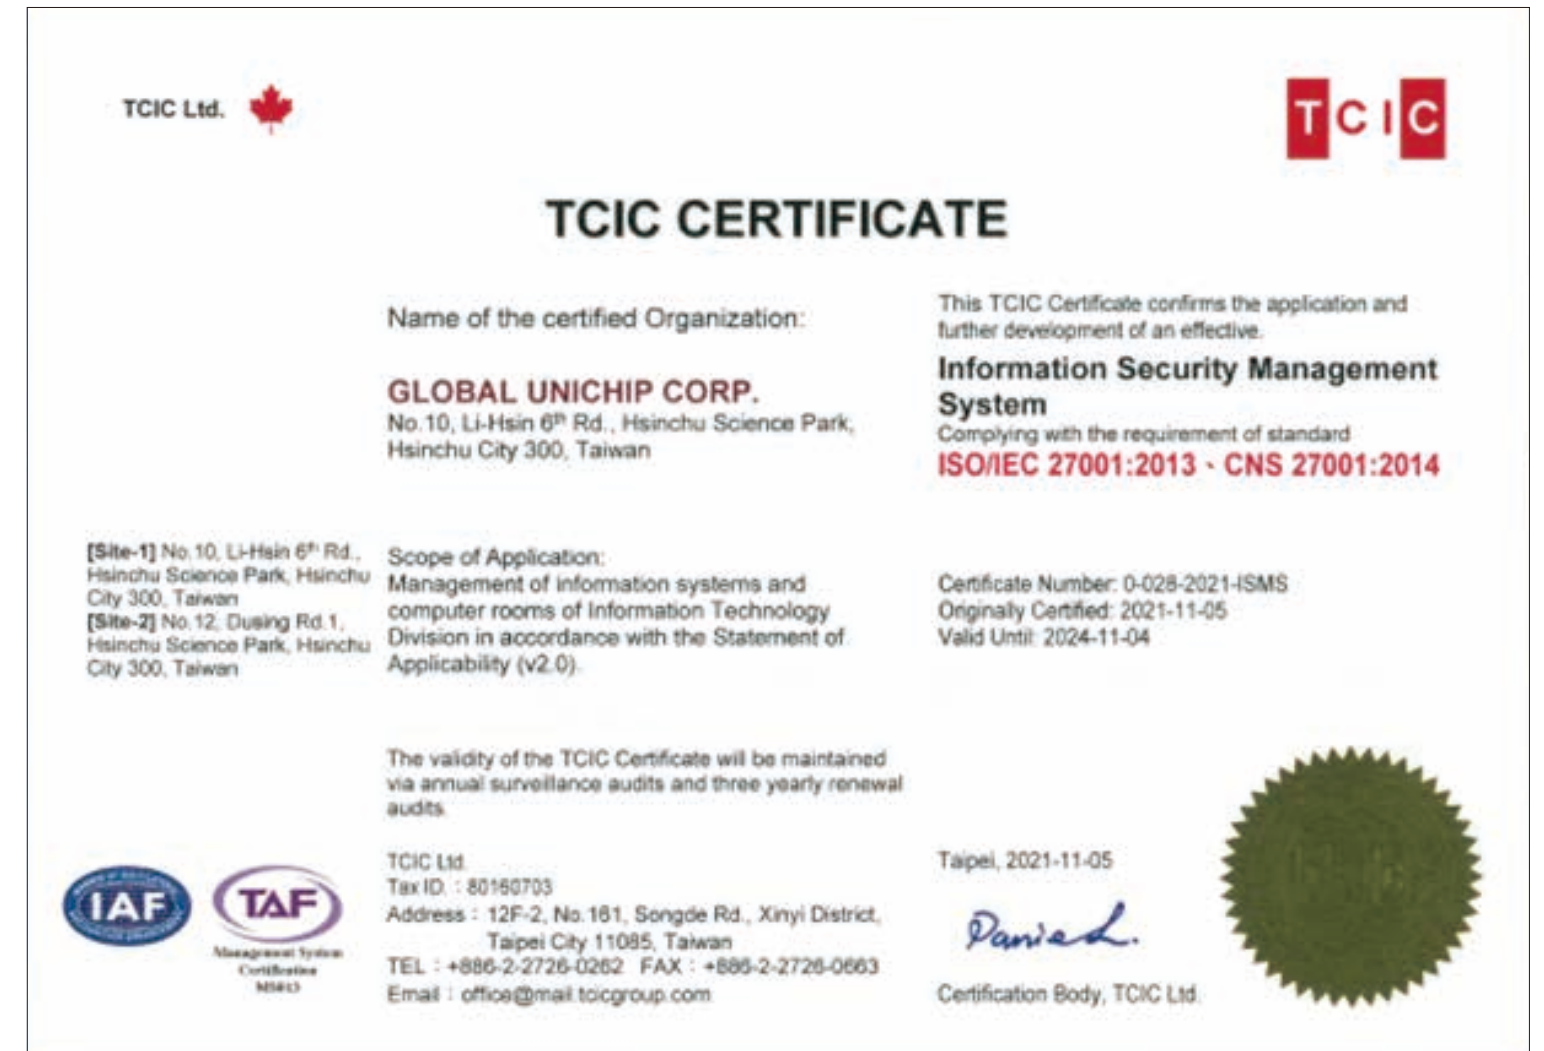 TCIC Ltd.
TCIC
TCIC CERTIFICATE
Name of the certified Organization:
GLOBAL UNICHIP CORP.
No.10, Li-Hsin 6th Rd., Hsinchu Science Park,
Hsinchu City 300, Taiwan
This TCIC Certificate confirms the application and
further development of an effective.
Information Security Management
System
Complying with the requirement of standard
ISO/IEC 27001:2013、CNS 27001:2014
[Site-1] No.10, Li-Hsin 6th Rd.,
Hsinchu Science Park, Hsinchu
City 300, Taiwan
[Site-2] No.12, Dusing Rd.1,
Hsinchu Science Park, Hsinchu
City 300, Taiwan
Scope of Application:
Management of information systems and
computer rooms of Information Technology
Division in accordance with the Statement of
Applicability (v2.0).
Certificate Number: 0-028-2021-ISMS
Originally Certified: 2021-11-05
Valid Until: 2024-11-04
The validity of the TCIC Certificate will be maintained
via annual surveillance audits and three yearly renewal
audits.
IAF
TAF
Management System
Certification
TCIC Ltd.
Tax ID.：80160703
Address：12F-2, No.161, Songde Rd., Xinyi District,
Taipei City 11085, Taiwan
TEL：+886-2-2726-0262 FAX：+886-2-2726-0663
Email：office@mail.tcicgroup.com
Taipei, 2021-11-05
Certification Body, TCIC Ltd.